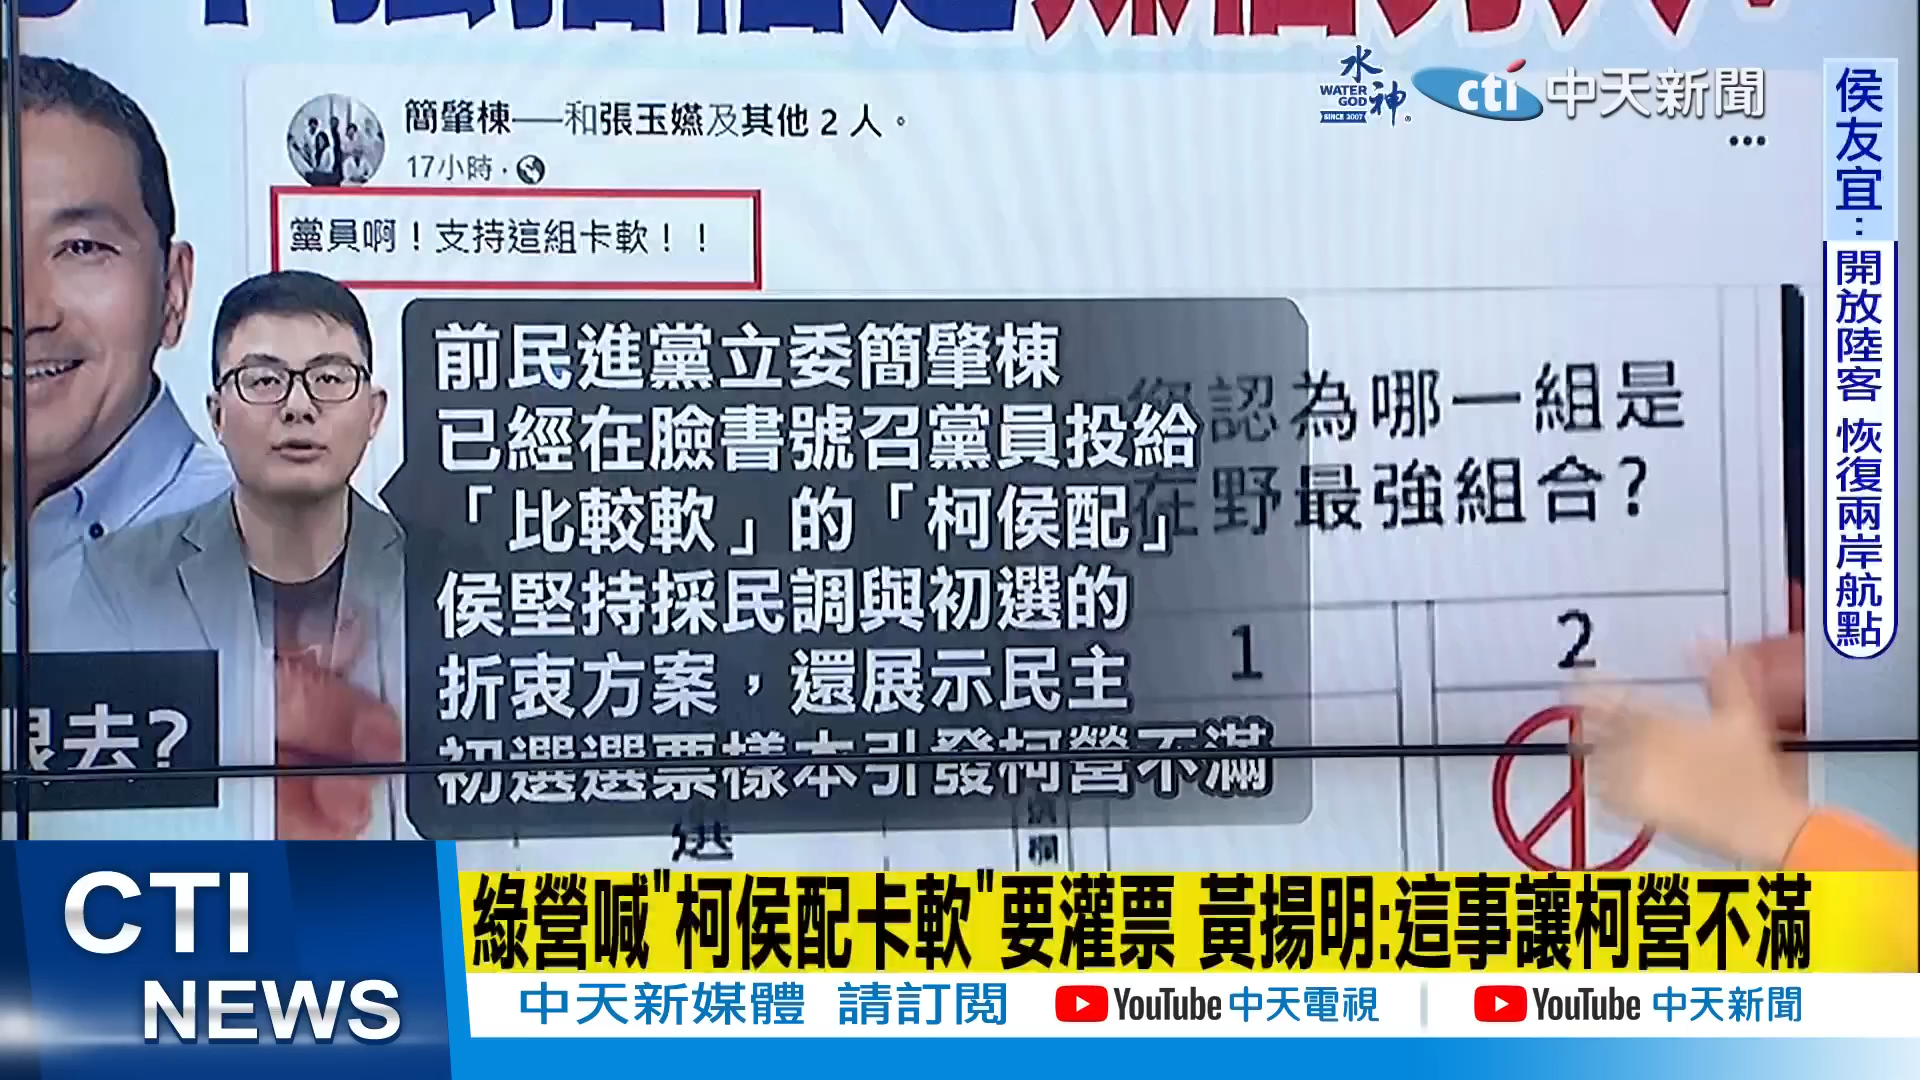 水神
WATER GOD
SINCE 2007
cti 中天新聞
簡肇棟——和張玉嬿及其他 2 人。
17小時
黨員啊！支持這組卡軟！！
侯友宜：開放陸客 恢復兩岸航點
前民進黨立委簡肇棟
已經在臉書號召黨員投給
「比較軟」的「柯侯配」
侯堅持採民調與初選的
折衷方案，還展示民主
初選選票樣本引發柯營不滿
您認為哪一組是
在野最強組合?
1
2
選
欄
去?
CTI
NEWS
綠營喊"柯侯配卡軟"要灌票 黃揚明:這事讓柯營不滿
中天新媒體 請訂閱 YouTube 中天電視 | YouTube 中天新聞